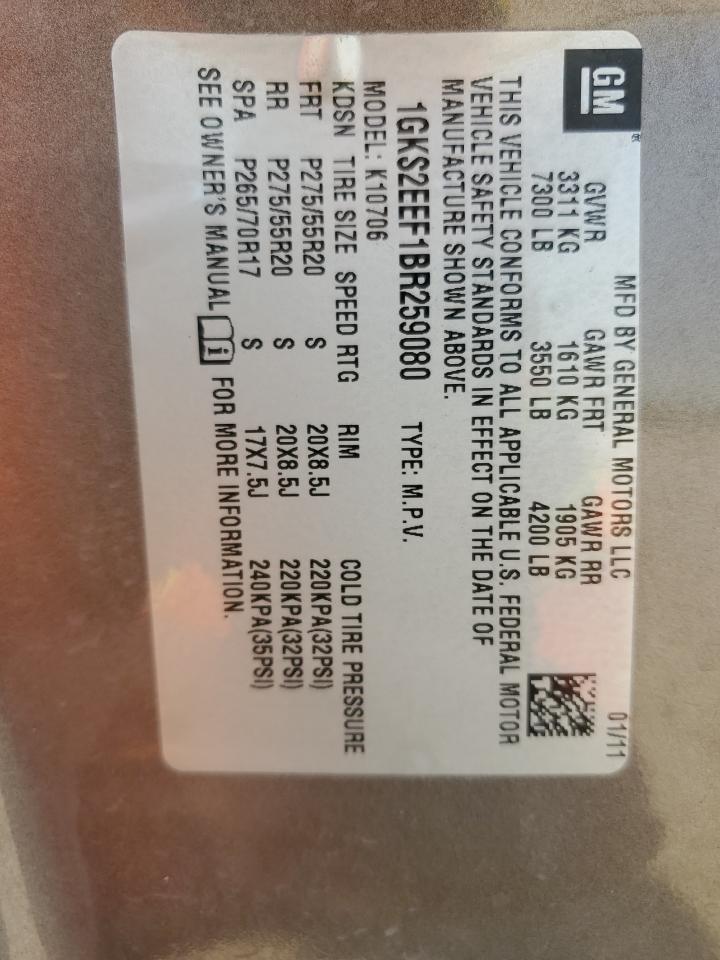 GM
MFD BY GENERAL MOTORS LLC 01/11
GVWR GAWR FRT GAWR RR
3311 KG 1610 KG 1905 KG
7300 LB 3550 LB 4200 LB
THIS VEHICLE CONFORMS TO ALL APPLICABLE U.S. FEDERAL MOTOR
VEHICLE SAFETY STANDARDS IN EFFECT ON THE DATE OF
MANUFACTURE SHOWN ABOVE.
1GKS2EEF1BR259080 TYPE: M.P.V.
MODEL: K10706
KDSN TIRE SIZE SPEED RTG RIM COLD TIRE PRESSURE
FRT P275/55R20 S 20X8.5J 220KPA(32PSI)
RR P275/55R20 S 20X8.5J 220KPA(32PSI)
SPA P265/70R17 S 17X7.5J 240KPA(35PSI)
SEE OWNER'S MANUAL i FOR MORE INFORMATION.